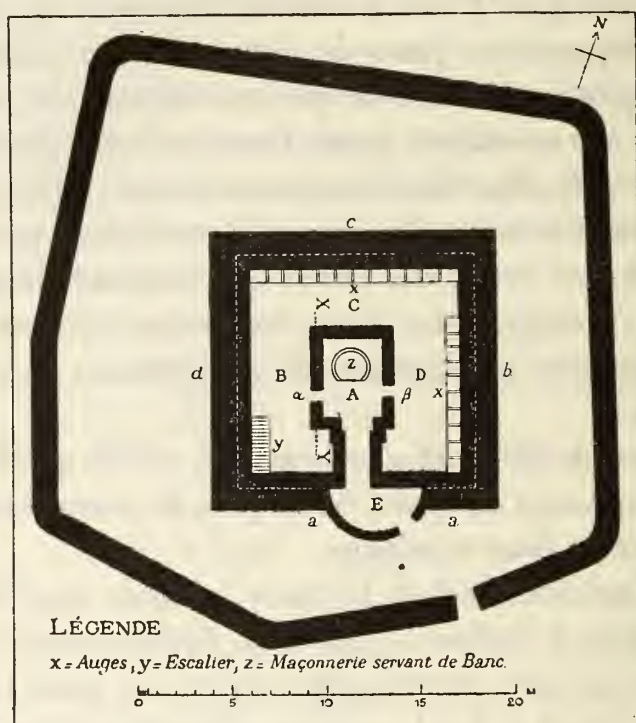 N
c
x
X C
z
d B D b
α A β x
y Y
E
a a
LÉGENDE
x = Auges, y = Escalier, z = Maçonnerie servant de Banc.
0 5 10 15 20 M